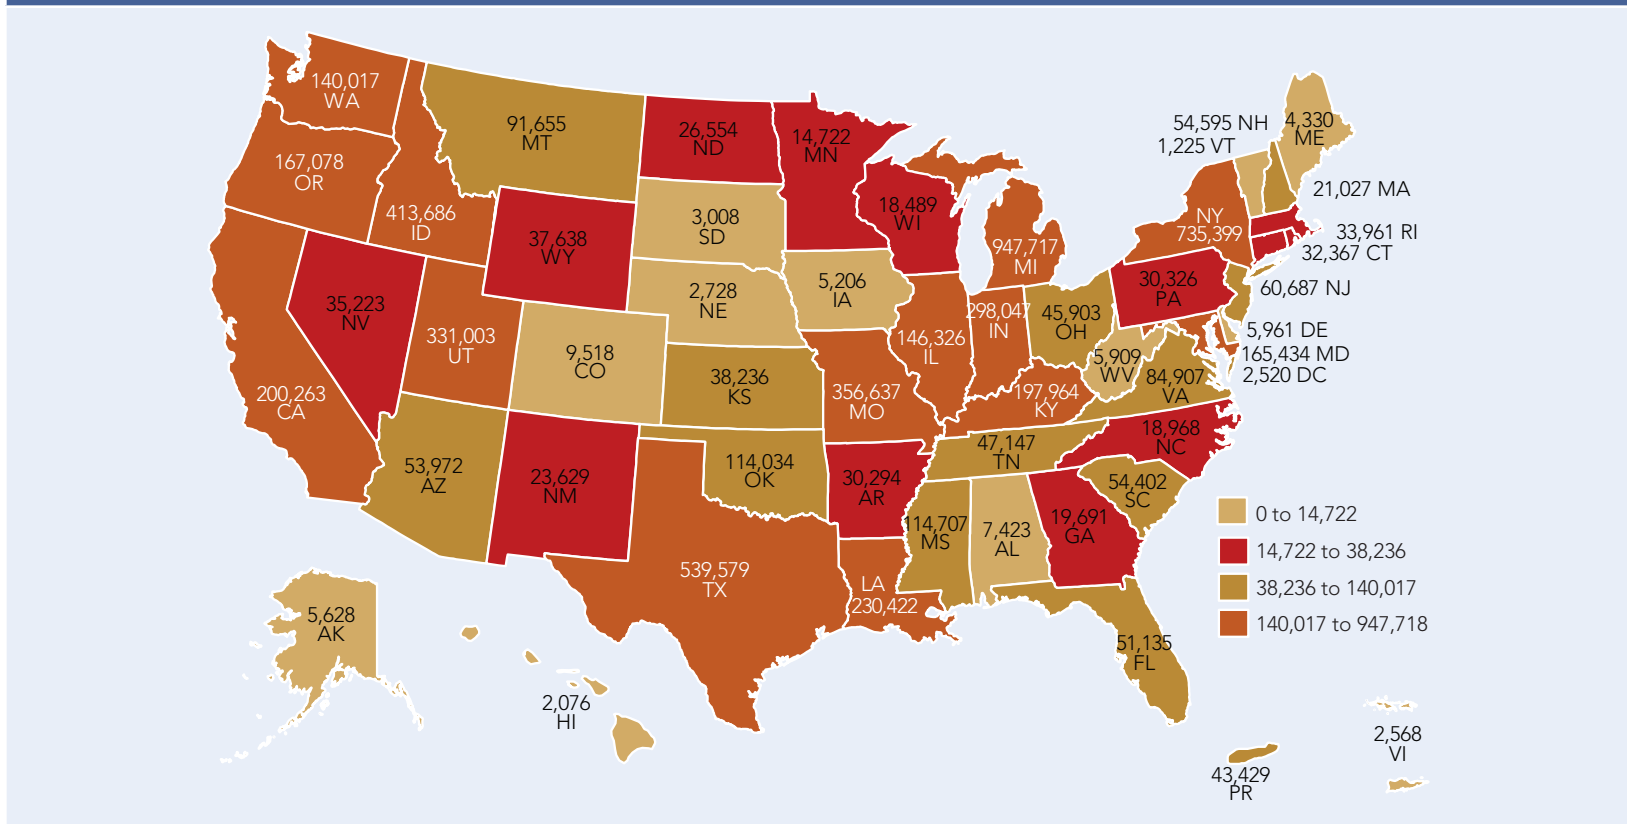 140,017
WA
167,078
OR
413,686
ID
91,655
MT
26,554
ND
14,722
MN
18,489
WI
3,008
SD
37,638
WY
35,223
NV
331,003
UT
200,263
CA
9,518
CO
2,728
NE
5,206
IA
38,236
KS
356,637
MO
146,326
IL
298,047
IN
947,717
MI
45,903
OH
197,964
KY
5,909
WV
84,907
VA
30,326
PA
NY
735,399
54,595 NH
1,225 VT
4,330
ME
21,027 MA
33,961 RI
32,367 CT
60,687 NJ
5,961 DE
165,434 MD
2,520 DC
53,972
AZ
23,629
NM
114,034
OK
539,579
TX
30,294
AR
LA
230,422
114,707
MS
7,423
AL
47,147
TN
18,968
NC
54,402
SC
19,691
GA
51,135
FL
5,628
AK
2,076
HI
43,429
PR
2,568
VI
0 to 14,722
14,722 to 38,236
38,236 to 140,017
140,017 to 947,718